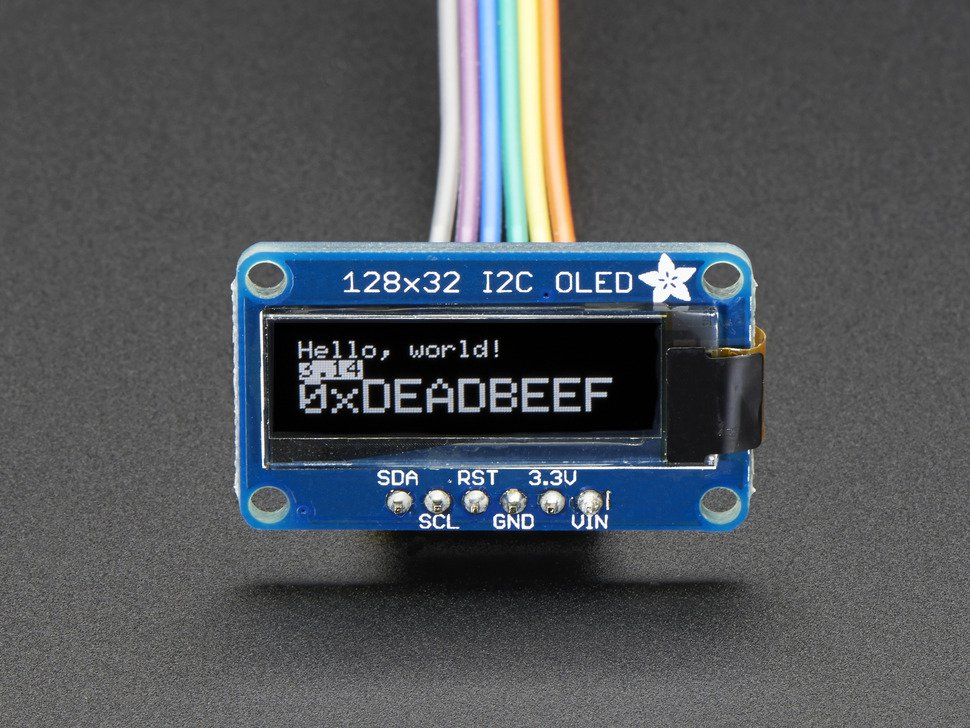 128x32 I2C OLED
Hello, world!
3.14
0xDEADBEEF
SDA RST 3.3V
SCL GND VIN